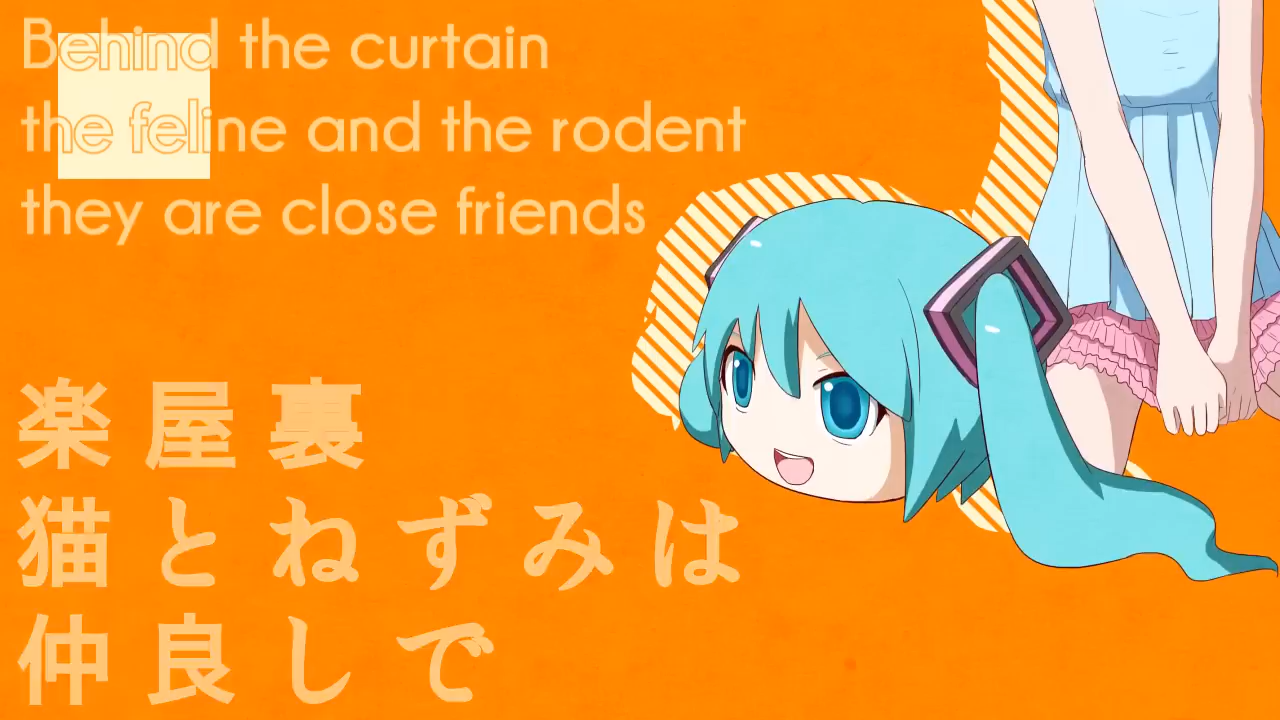 Behind the curtain
the feline and the rodent
they are close friends
楽屋裏
猫とねずみは
仲良しで